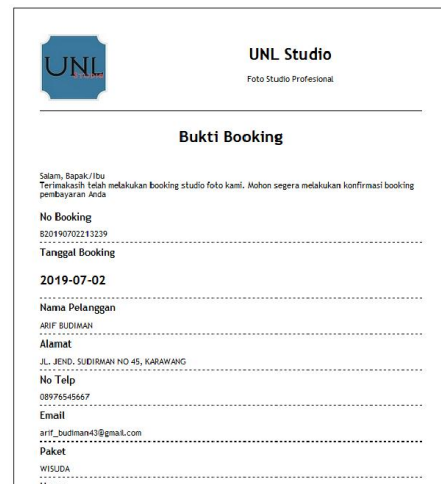 UNL
STUDIO
UNL Studio
Foto Studio Profesional
Bukti Booking
Salam, Bapak/Ibu
Terimakasih telah melakukan booking studio foto kami. Mohon segera melakukan konfirmasi booking
pembayaran Anda
No Booking
B20190702213239
Tanggal Booking
2019-07-02
Nama Pelanggan
ARIF BUDIMAN
Alamat
JL. JEND. SUDIRMAN NO 45, KARAWANG
No Telp
08976545667
Email
arif_budiman43@gmail.com
Paket
WISUDA